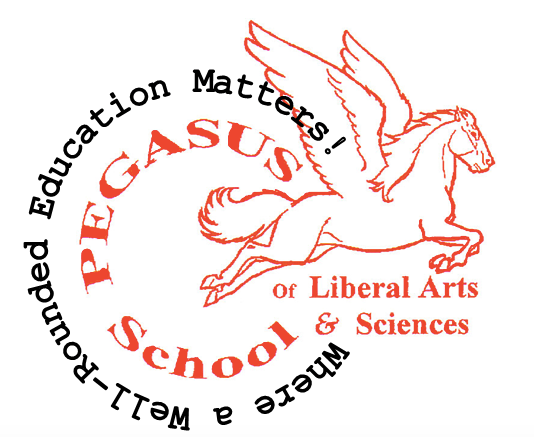 Where a Well-Rounded Education Matters!
PEGASUS
School
Of Liberal Arts
& Sciences